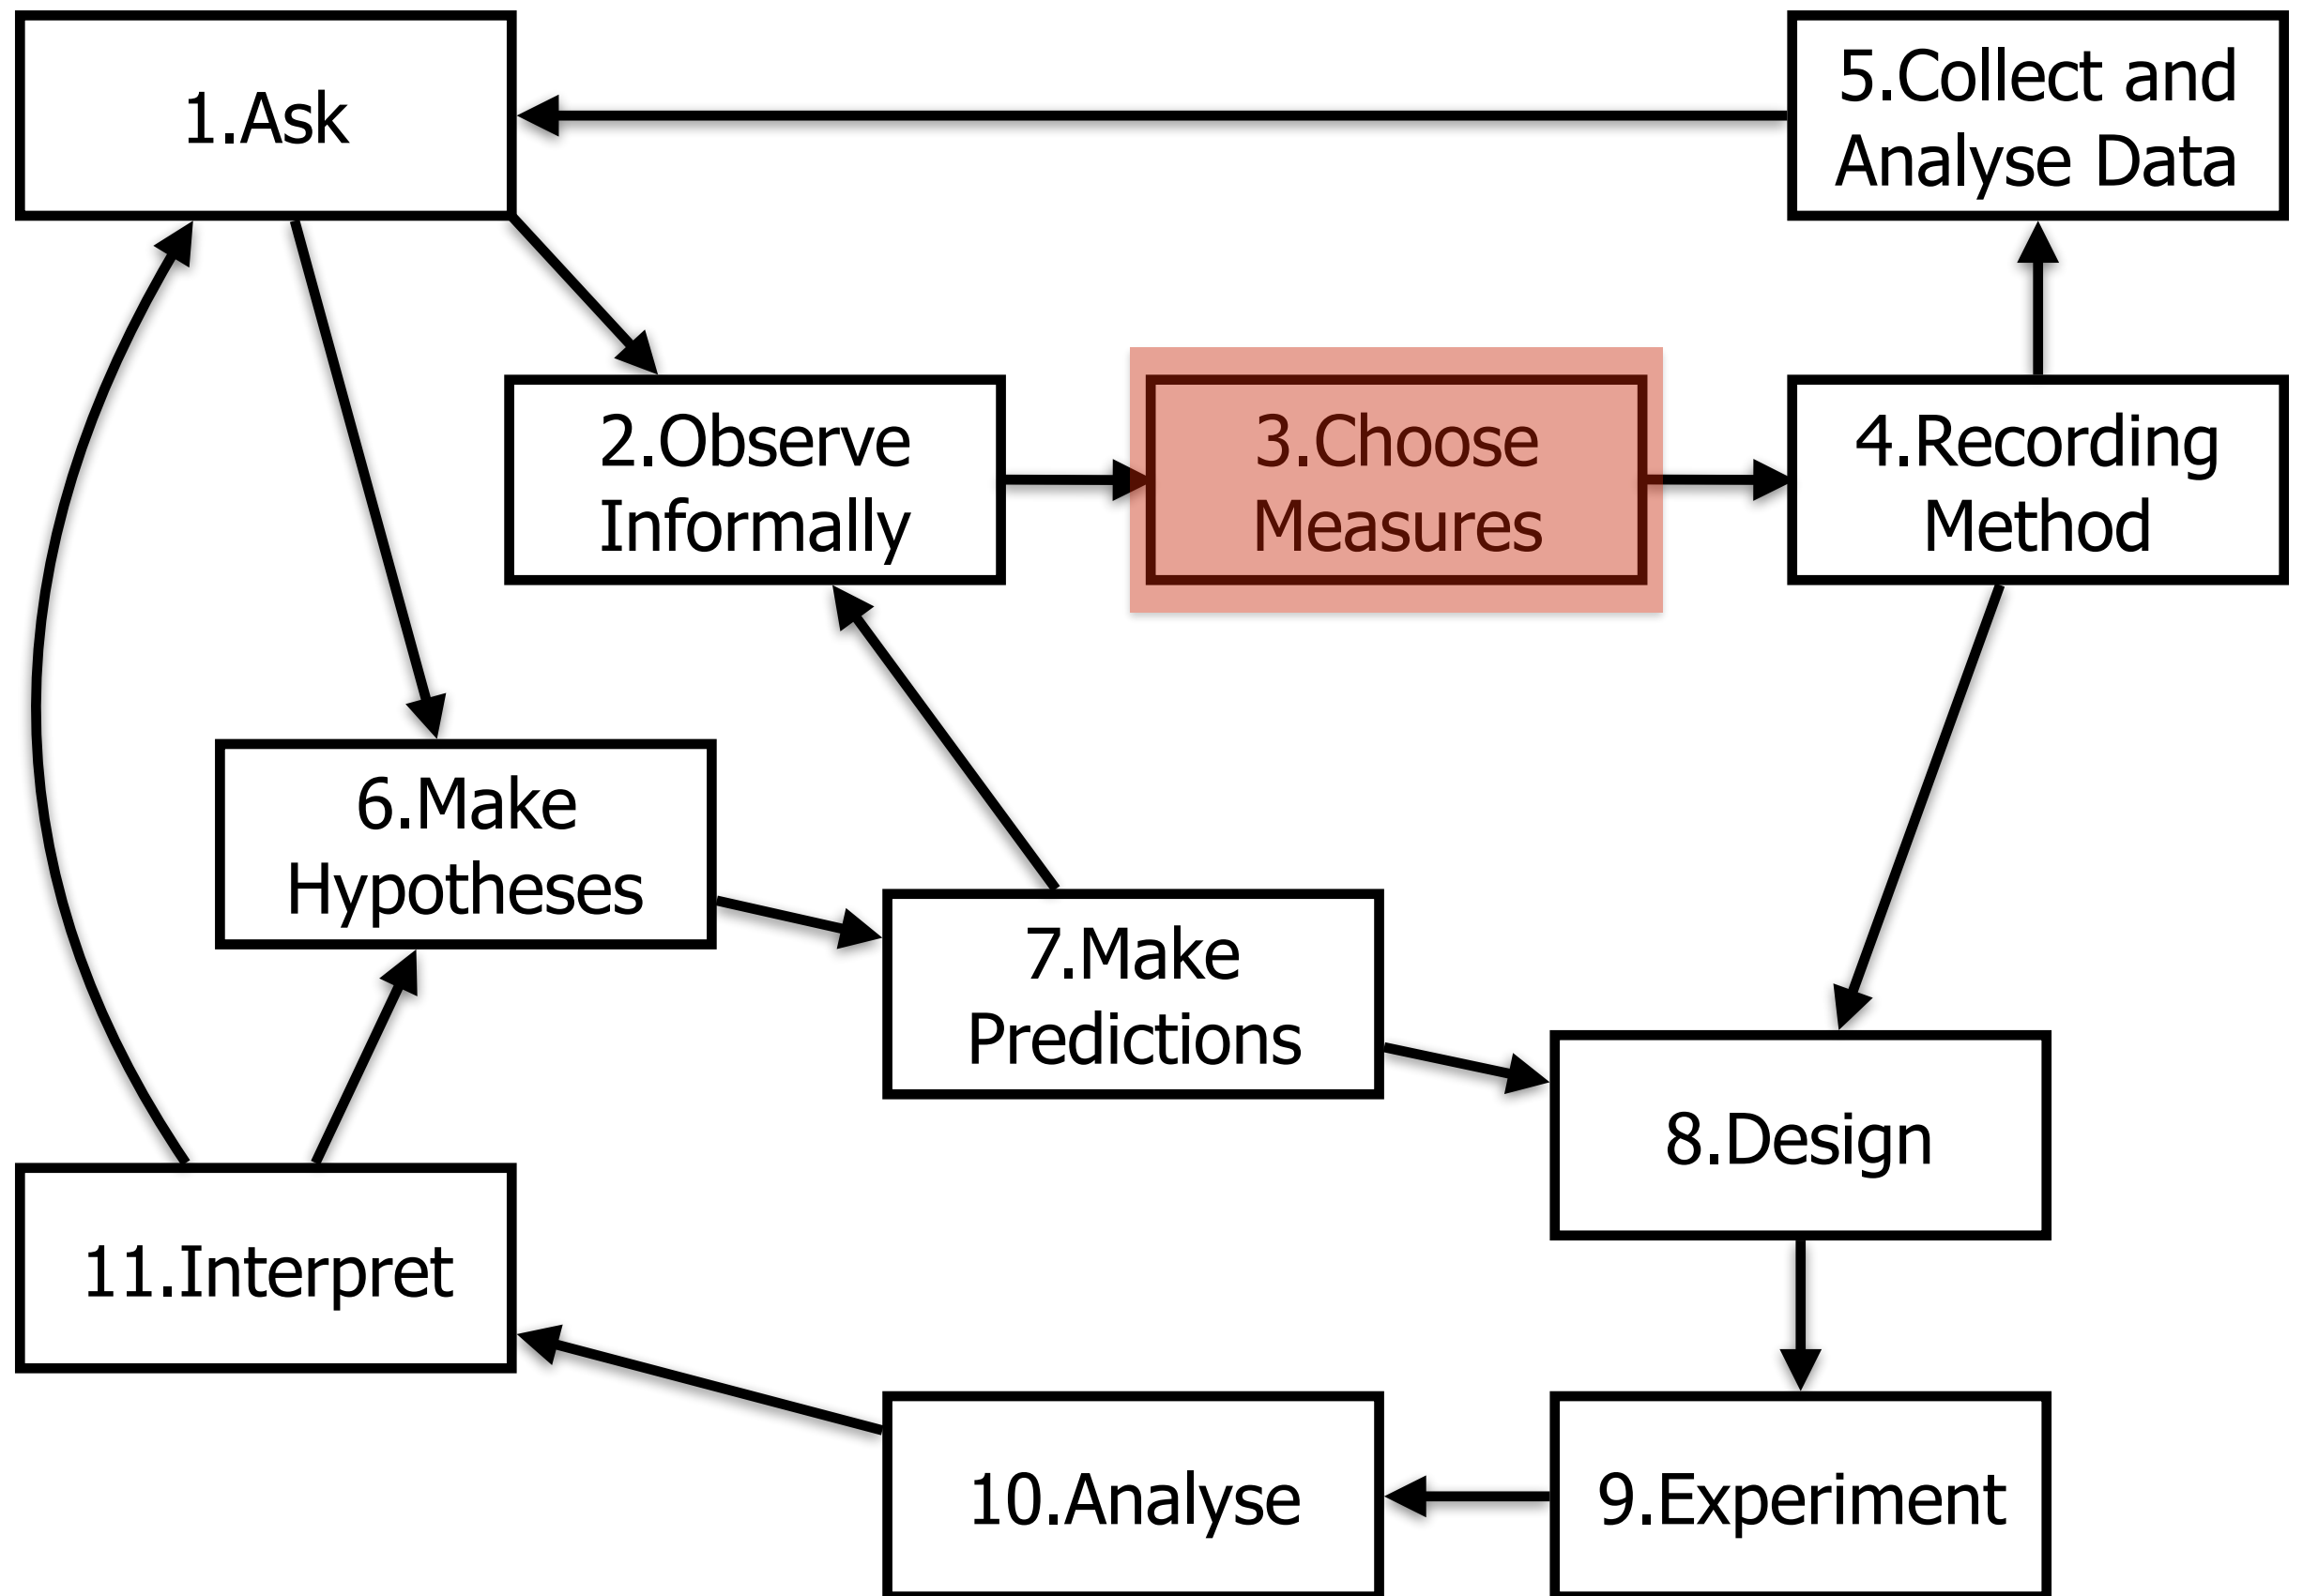 1.Ask
5.Collect and
Analyse Data
2.Observe
Informally
3.Choose
Measures
4.Recording
Method
6.Make
Hypotheses
7.Make
Predictions
8.Design
11.Interpret
10.Analyse
9.Experiment